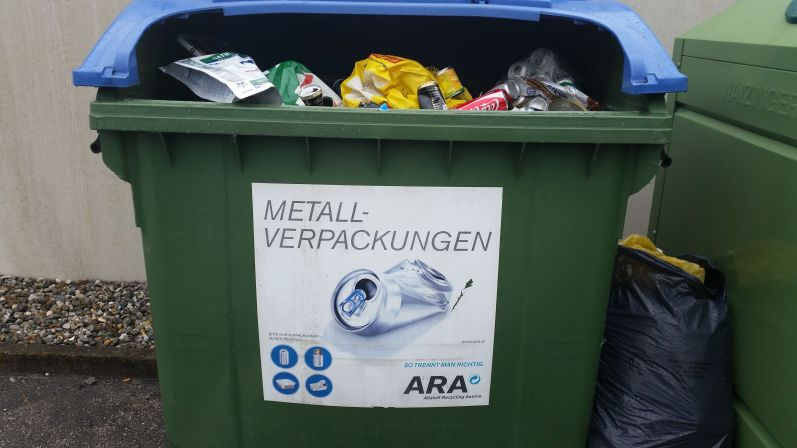 METALL-
VERPACKUNGEN
SO TRENNT MAN RICHTIG.
ARA
Altstoff Recycling Austria